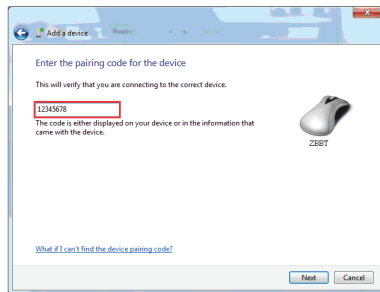 Add a device
Enter the pairing code for the device
This will verify that you are connecting to the correct device.
12345678
The code is either displayed on your device or in the information that
came with the device.
ZBBT
What if I can't find the device pairing code?
Next
Cancel